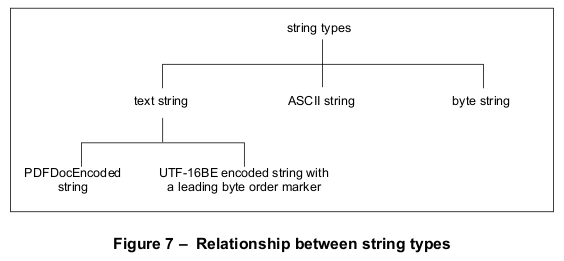 string types
text string
ASCII string
byte string
PDFDocEncoded
string
UTF-16BE encoded string with
a leading byte order marker
Figure 7 – Relationship between string types